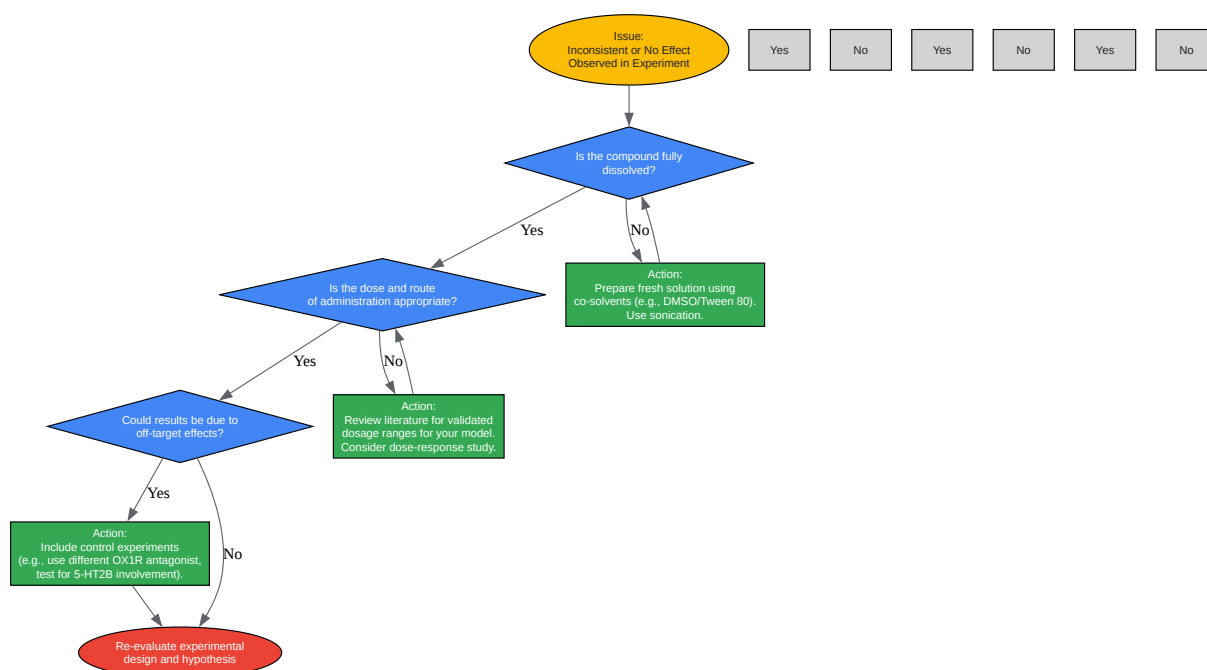 Issue:
Inconsistent or No Effect
Observed in Experiment
Yes
No
Yes
No
Yes
No
Is the compound fully
dissolved?
Yes
No
Action:
Prepare fresh solution using
co-solvents (e.g., DMSO/Tween 80).
Use sonication.
Is the dose and route
of administration appropriate?
Yes
No
Action:
Review literature for validated
dosage ranges for your model.
Consider dose-response study.
Could results be due to
off-target effects?
Yes
No
Action:
Include control experiments
(e.g., use different OX1R antagonist,
test for 5-HT2B involvement).
Re-evaluate experimental
design and hypothesis